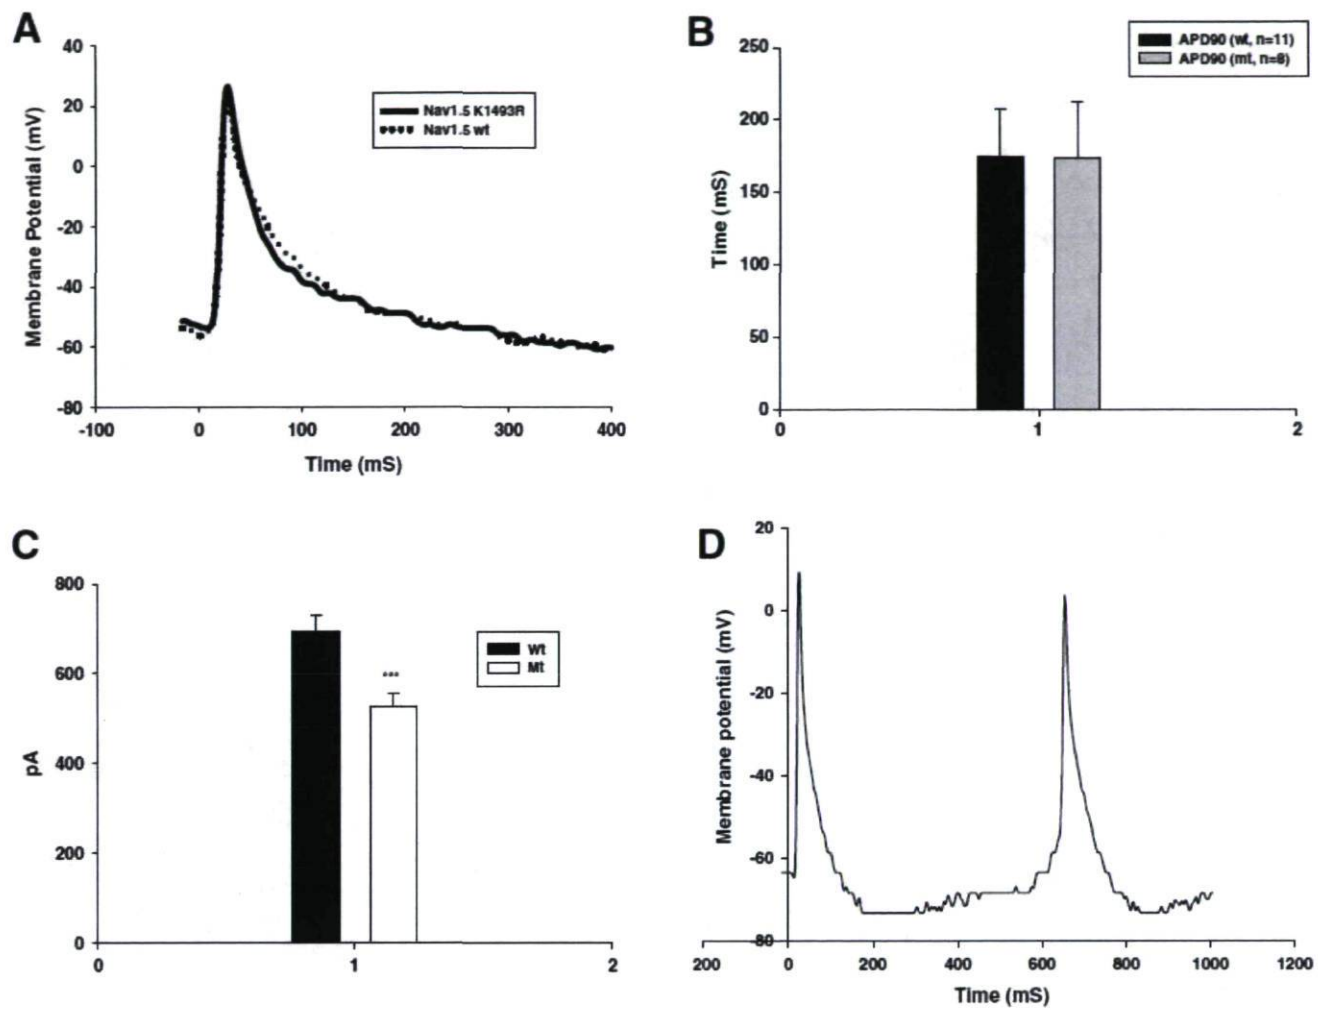 A
40
20
0
-20
-40
-60
-80
-100 0 100 200 300 400
Membrane Potential (mV)
Time (mS)
Nav1.5 K1493R
Nav1.5 wt
B
250
200
150
100
50
0
0 1 2
Time (mS)
APD90 (wt, n=11)
APD90 (mt, n=8)
C
800
600
400
200
0
0 1 2
pA
***
Wt
Mt
D
20
0
-20
-40
-60
-80
200 0 200 400 600 800 1000 1200
Membrane potential (mV)
Time (mS)